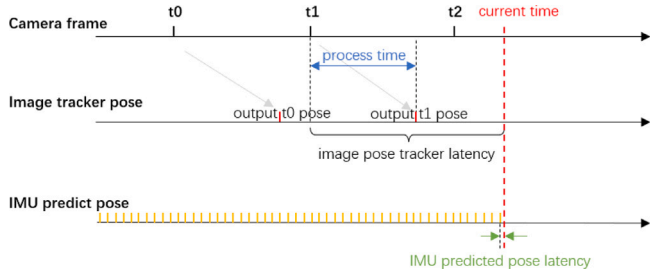 t0 t1 t2 current time
Camera frame
process time
Image tracker pose
output t0 pose output t1 pose
image pose tracker latency
IMU predict pose
IMU predicted pose latency